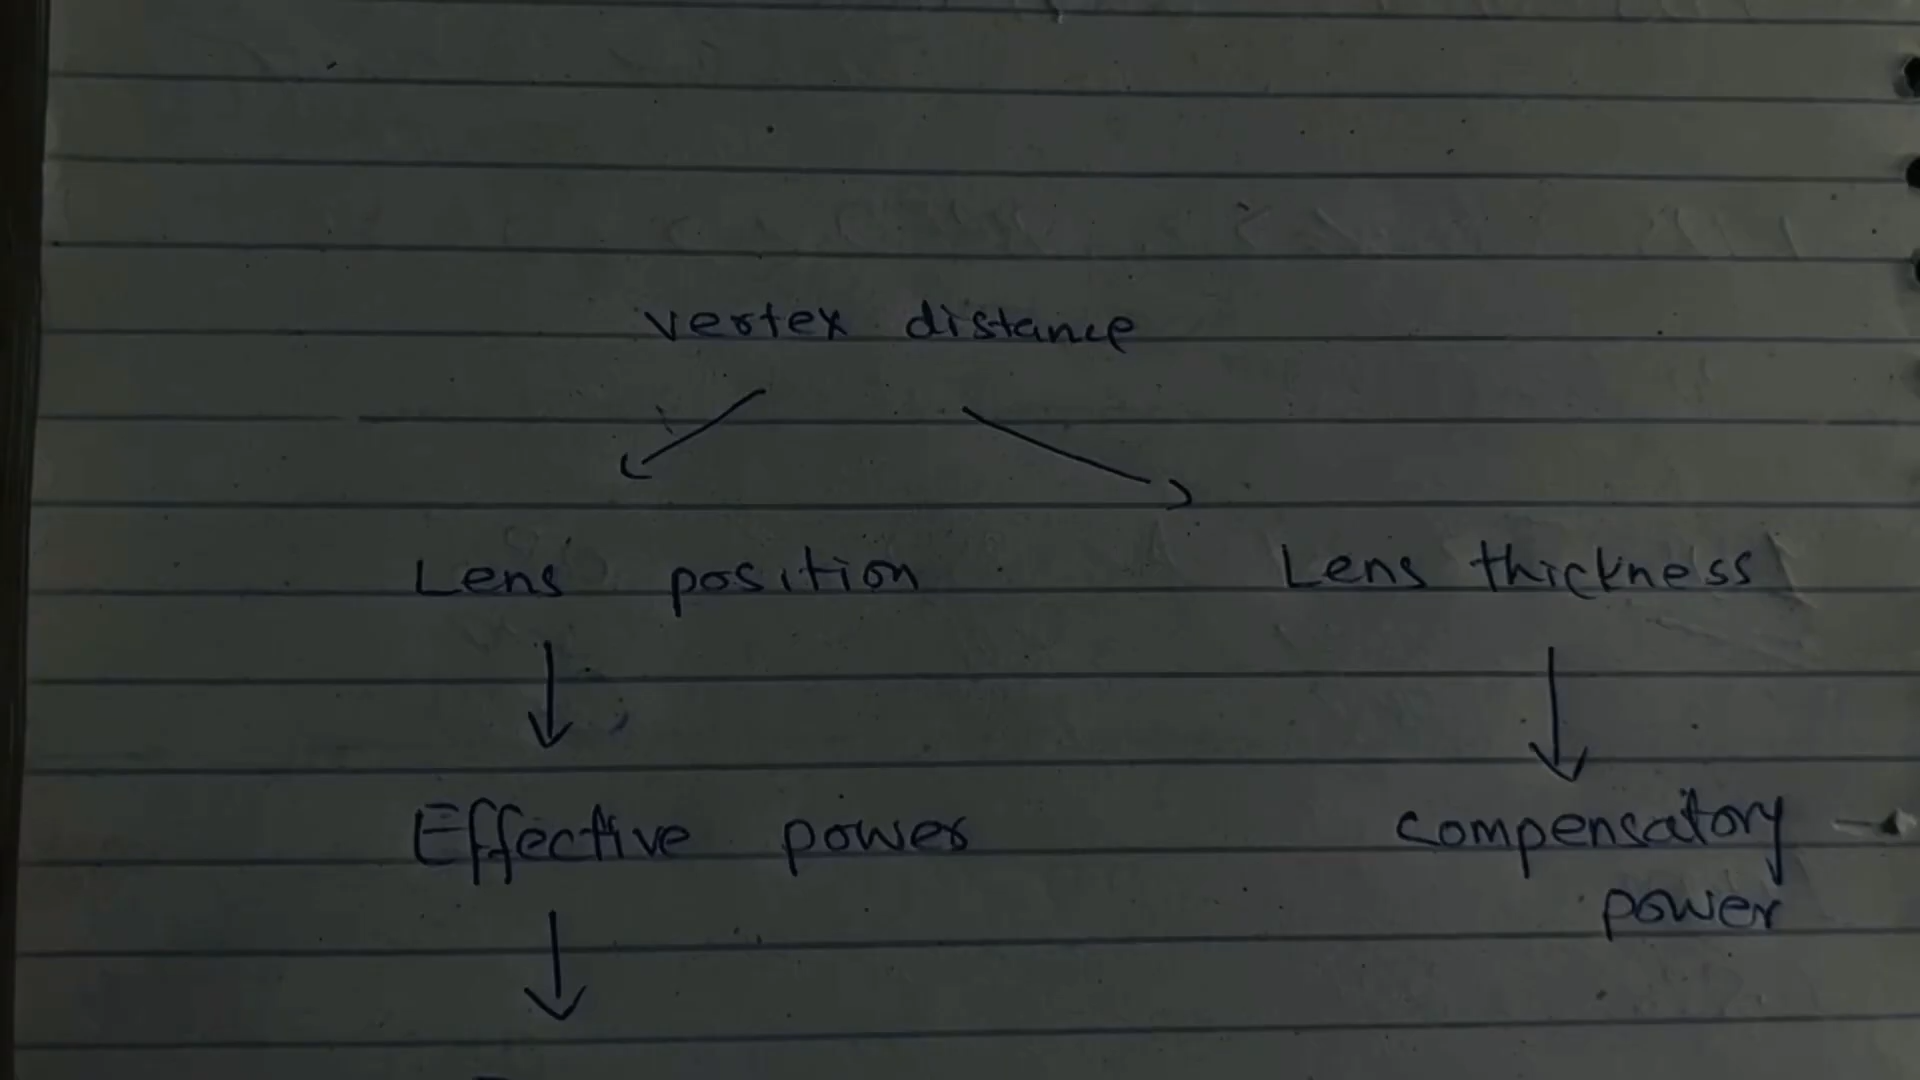 vertex distance
Lens position
Lens thickness
Effective power
compensatory
power